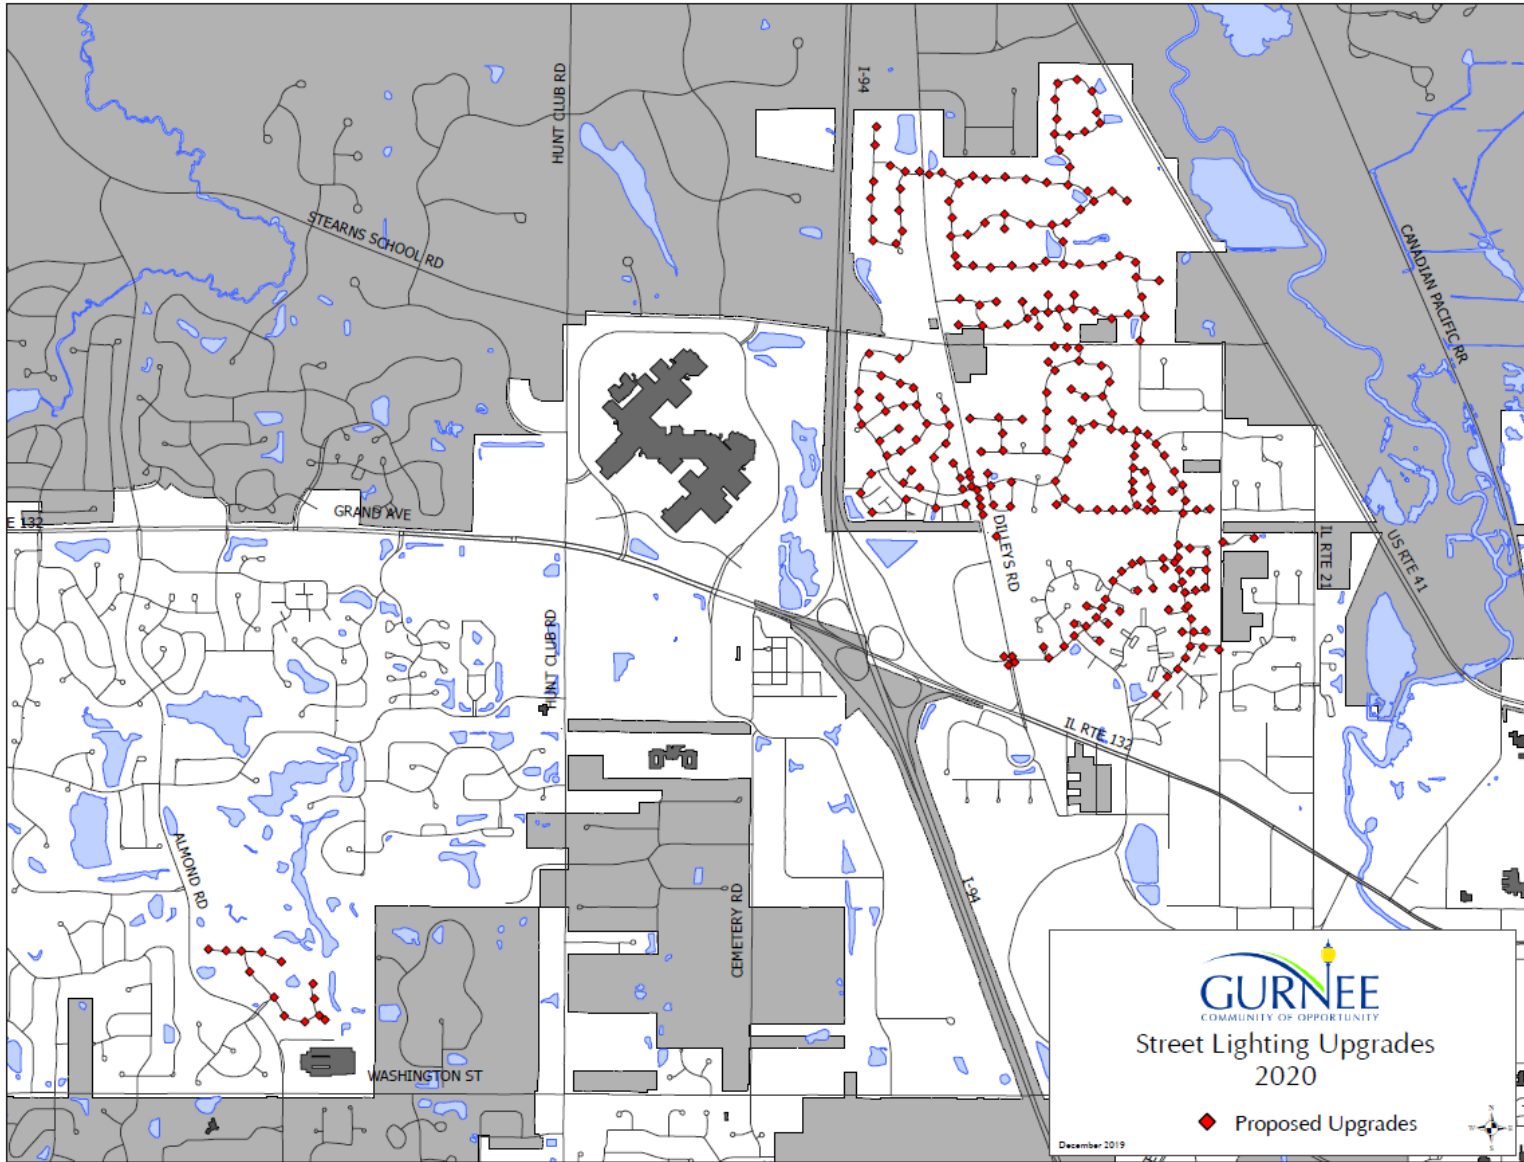 HUNT CLUB RD
I-94
STEARNS SCHOOL RD
CANADIAN PACIFIC RR
GRAND AVE
E 132
DILLEYS RD
IL RTE 21
US RTE 41
HUNT CLUB RD
IL RTE 132
ALMOND RD
I-94
CEMETERY RD
WASHINGTON ST
GURNEE
COMMUNITY OF OPPORTUNITY
Street Lighting Upgrades
2020
Proposed Upgrades
December 2019
N
W
E
S